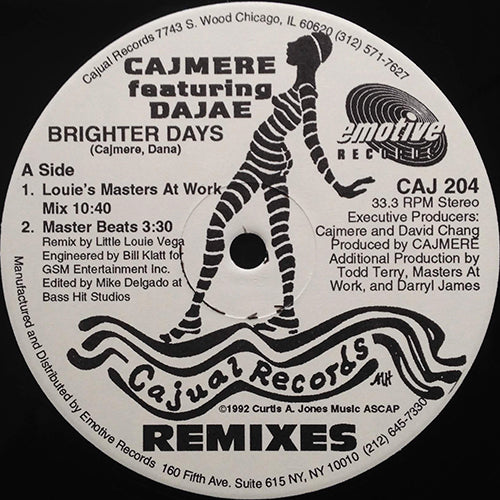 Cajual Records 7743 S. Wood Chicago, IL 60620 (312) 571-7627
CAJMERE
featuring
DAJAE
BRIGHTER DAYS
(Cajmere, Dana)
emotive
RECORDS
A Side
1. Louie's Masters At Work
Mix 10:40
2. Master Beats 3:30
Remix by Little Louie Vega
Engineered by Bill Klatt for
GSM Entertainment Inc.
Edited by Mike Delgado at
Bass Hit Studios
CAJ 204
33.3 RPM Stereo
Executive Producers:
Cajmere and David Chang
Produced by CAJMERE
Additional Production by
Todd Terry, Masters At
Work, and Darryl James
Cajual Records
MH
©1992 Curtis A. Jones Music ASCAP
REMIXES
Manufactured and Distributed by Emotive Records 160 Fifth Ave. Suite 615 NY, NY 10010 (212) 645-7330